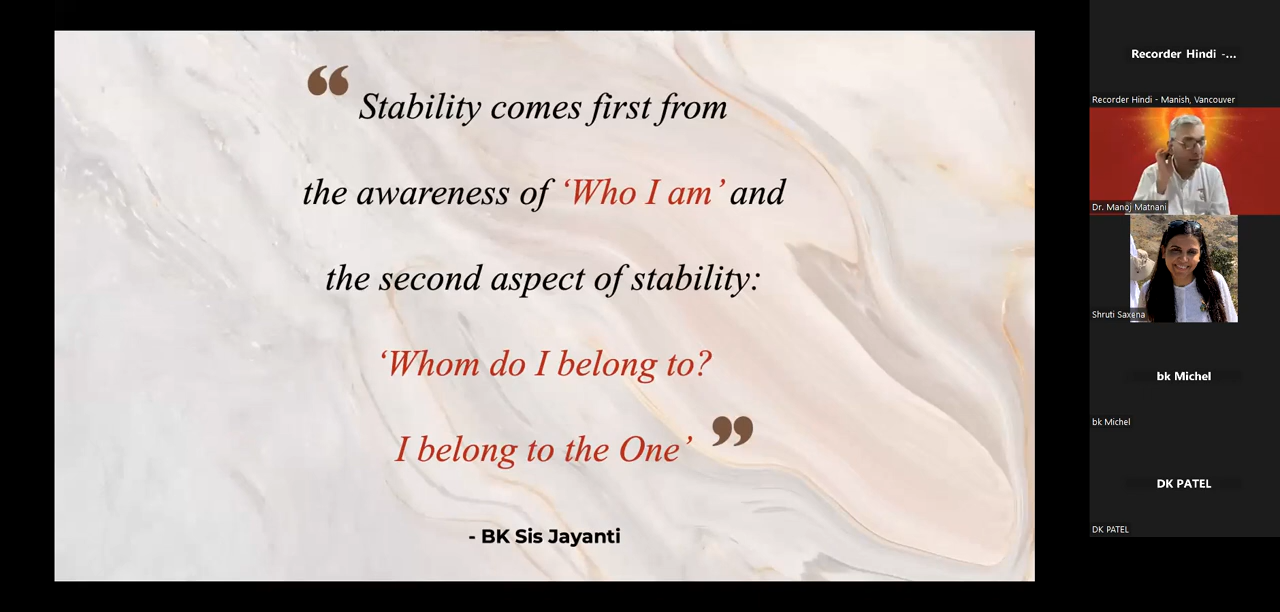 “ Stability comes first from
the awareness of ‘Who I am’ and
the second aspect of stability:
‘Whom do I belong to?
I belong to the One’ ”
- BK Sis Jayanti
Recorder Hindi -...
Recorder Hindi - Manish, Vancouver
Dr. Manoj Matnani
Shruti Saxena
bk Michel
bk Michel
DK PATEL
DK PATEL